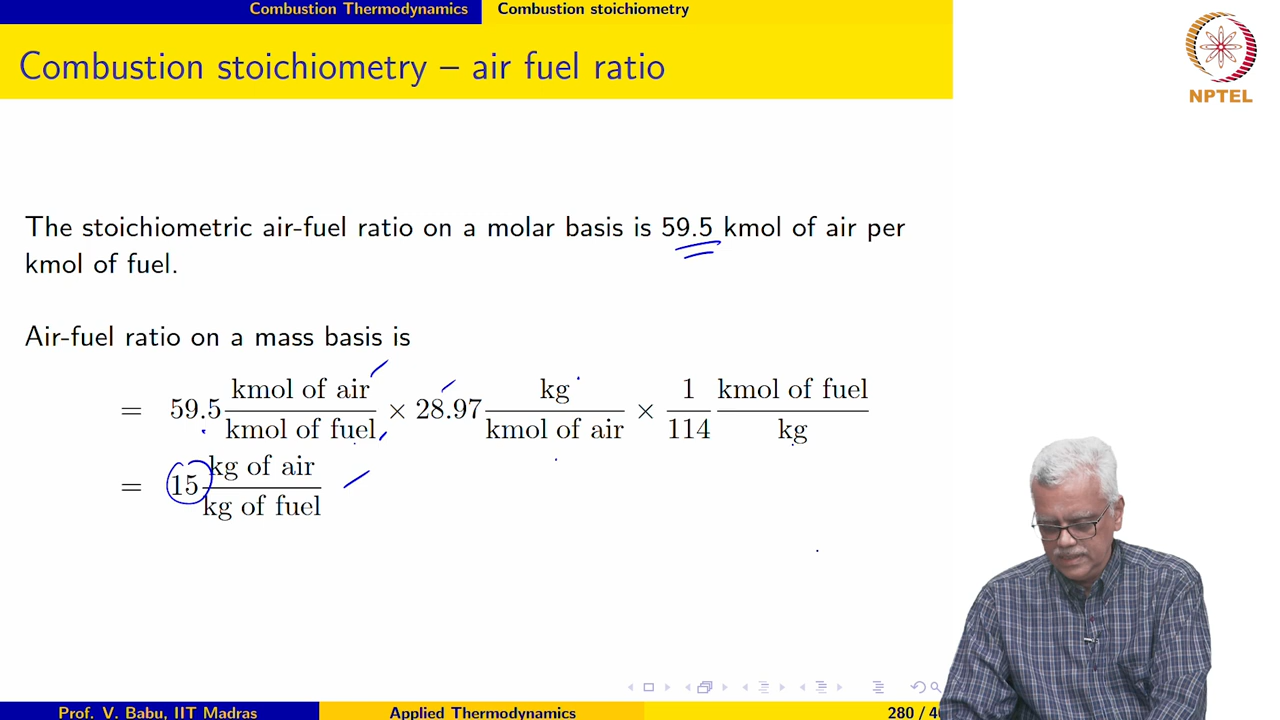 Combustion Thermodynamics Combustion stoichiometry
Combustion stoichiometry – air fuel ratio
NPTEL
The stoichiometric air-fuel ratio on a molar basis is 59.5 kmol of air per
kmol of fuel.
Air-fuel ratio on a mass basis is
= 59.5 kmol of air / kmol of fuel × 28.97 kg / kmol of air × 1 / 114 kmol of fuel / kg
= 15 kg of air / kg of fuel
Prof. V. Babu, IIT Madras Applied Thermodynamics 280 /